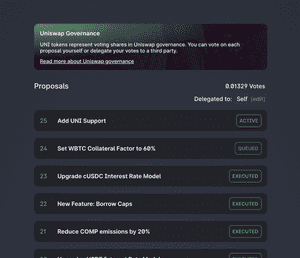 Uniswap Governance
UNI tokens represent voting shares in Uniswap governance. You can vote on each
proposal yourself or delegate your votes to a third party.
Read more about Uniswap governance
Proposals 0.01329 Votes
Delegated to: Self (edit)
25 Add UNI Support ACTIVE
24 Set WBTC Collateral Factor to 60% QUEUED
23 Upgrade cUSDC Interest Rate Model EXECUTED
22 New Feature: Borrow Caps EXECUTED
21 Reduce COMP emissions by 20% EXECUTED